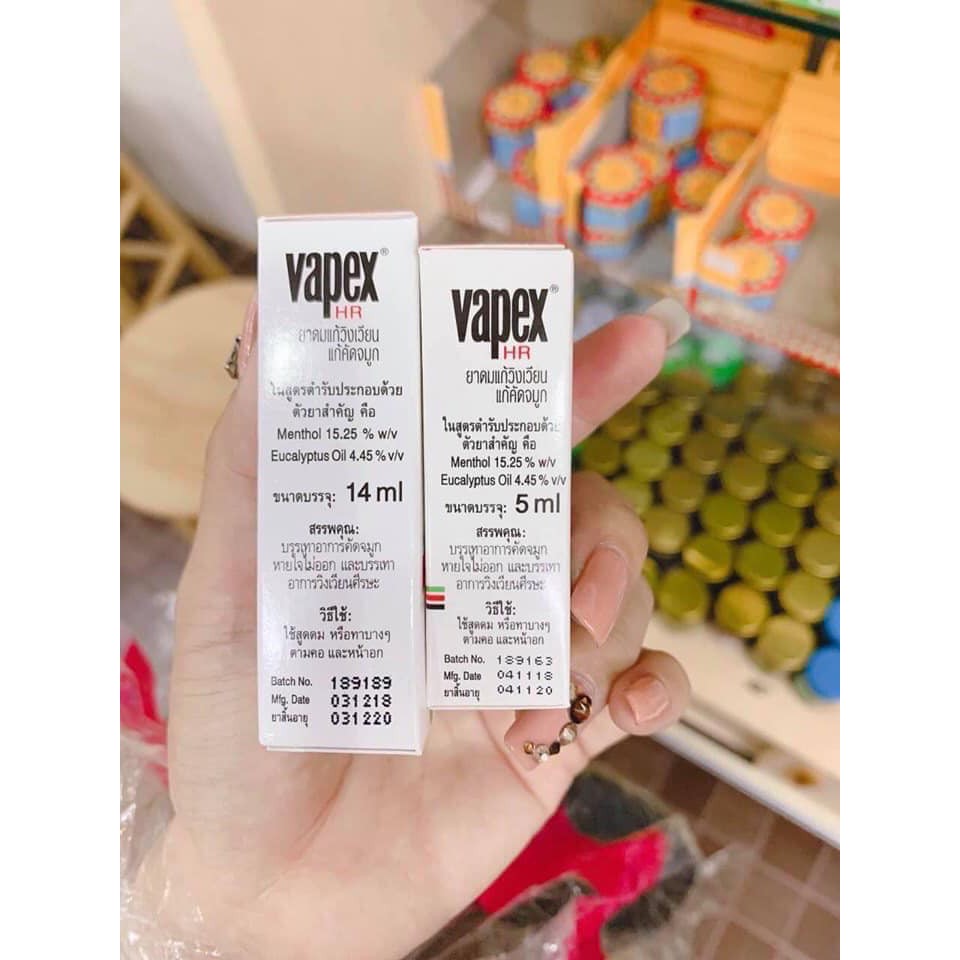 vapex®
HR
ยาดมแก้วิงเวียน
แก้คัดจมูก
ในสูตรตำรับประกอบด้วย
ตัวยาสำคัญ คือ
Menthol 15.25 % w/v
Eucalyptus Oil 4.45 % v/v
ขนาดบรรจุ: 14 ml
สรรพคุณ:
บรรเทาอาการคัดจมูก
หายใจไม่ออก และบรรเทา
อาการวิงเวียนศีรษะ
วิธีใช้:
ใช้สูดดม หรือทาบางๆ
ตามคอ และหน้าอก
Batch No. 189189
Mfg. Date 031218
ยาสิ้นอายุ 031220
vapex®
HR
ยาดมแก้วิงเวียน
แก้คัดจมูก
ในสูตรตำรับประกอบด้วย
ตัวยาสำคัญ คือ
Menthol 15.25 % w/v
Eucalyptus Oil 4.45 % v/v
ขนาดบรรจุ: 5 ml
สรรพคุณ:
บรรเทาอาการคัดจมูก
หายใจไม่ออก และบรรเทา
อาการวิงเวียนศีรษะ
วิธีใช้:
ใช้สูดดม หรือทาบางๆ
ตามคอ และหน้าอก
Batch No. 189163
Mfg. Date 041118
ยาสิ้นอายุ 041120